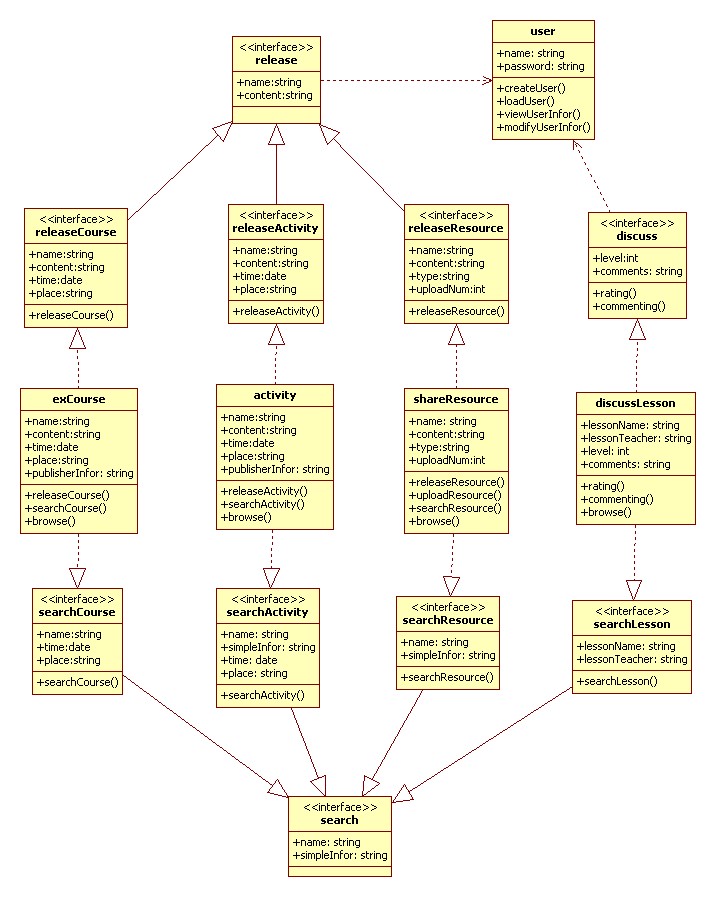 <<interface>>
release
+name:string
+content:string
user
+name: string
+password: string
+createUser()
+loadUser()
+viewUserInfor()
+modifyUserInfor()
<<interface>>
releaseCourse
+name:string
+content:string
+time:date
+place:string
+releaseCourse()
<<interface>>
releaseActivity
+name:string
+content:string
+time:date
+place:string
+releaseActivity()
<<interface>>
releaseResource
+name:string
+content:string
+type:string
+uploadNum:int
+releaseResource()
<<interface>>
discuss
+level:int
+comments: string
+rating()
+commenting()
exCourse
+name:string
+content:string
+time:date
+place:string
+publisherInfor: string
+releaseCourse()
+searchCourse()
+browse()
activity
+name:string
+content:string
+time:date
+place:string
+publisherInfor: string
+releaseActivity()
+searchActivity()
+browse()
shareResource
+name: string
+content:string
+type:string
+uploadNum:int
+releaseResource()
+uploadResource()
+searchResource()
+browse()
discussLesson
+lessonName: string
+lessonTeacher: string
+level: int
+comments: string
+rating()
+commenting()
+browse()
<<interface>>
searchCourse
+name:string
+time:date
+place:string
+searchCourse()
<<interface>>
searchActivity
+name: string
+simpleInfor: string
+time: date
+place: string
+searchActivity()
<<interface>>
searchResource
+name: string
+simpleInfor: string
+searchResource()
<<interface>>
searchLesson
+lessonName: string
+lessonTeacher: string
+searchLesson()
<<interface>>
search
+name: string
+simpleInfor: string